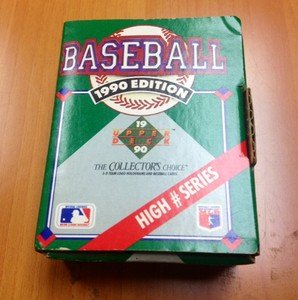 BASEBALL
1990 EDITION
19
UPPER
DECK
90
THE COLLECTOR'S CHOICE
HIGH # SERIES